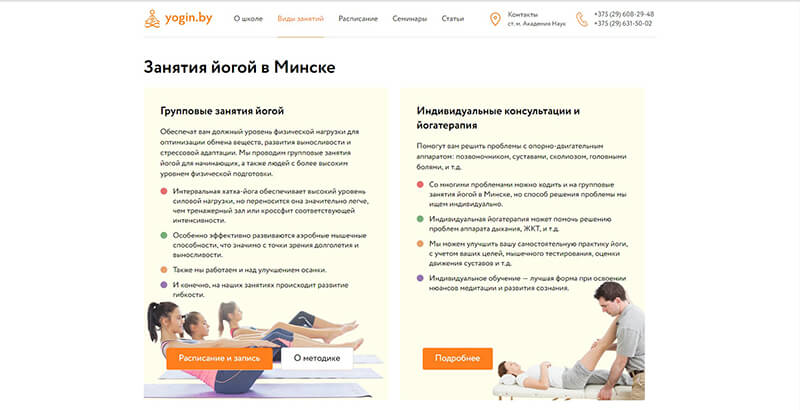 yogin.by
О школе Виды занятий Расписание Семинары Статьи
Контакты
ст. м. Академия Наук
+375 (29) 608-29-48
+375 (29) 631-50-02
Занятия йогой в Минске
Групповые занятия йогой
Обеспечат вам должный уровень физической нагрузки для
оптимизации обмена веществ, развития выносливости и
стрессовой адаптации. Мы проводим групповые занятия
йогой для начинающих, а также людей с более высоким
уровнем физической подготовки.
Интервальная хатха-йога обеспечивает высокий уровень
силовой нагрузки, но переносится она значительно легче,
чем тренажерный зал или кроссфит соответствующей
интенсивности.
Особенно эффективно развиваются аэробные мышечные
способности, что значимо с точки зрения долголетия и
выносливости.
Также мы работаем и над улучшением осанки.
И конечно, на наших занятиях происходит развитие
гибкости.
Расписание и запись
О методике
Индивидуальные консультации и
йогатерапия
Помогут вам решить проблемы с опорно-двигательным
аппаратом: позвоночником, суставами, сколиозом, головными
болями, и т.д.
Со многими проблемами можно ходить и на групповые
занятия йогой в Минске, но способ решения проблемы мы
ищем индивидуально.
Индивидуальная йогатерапия может помочь решению
проблем аппарата дыхания, ЖКТ, и т.д.
Мы можем улучшить вашу самостоятельную практику йоги,
с учетом ваших целей, мышечного тестирования, оценки
движения суставов и т.д.
Индивидуальное обучение — лучшая форма при освоении
нюансов медитации и развития сознания.
Подробнее